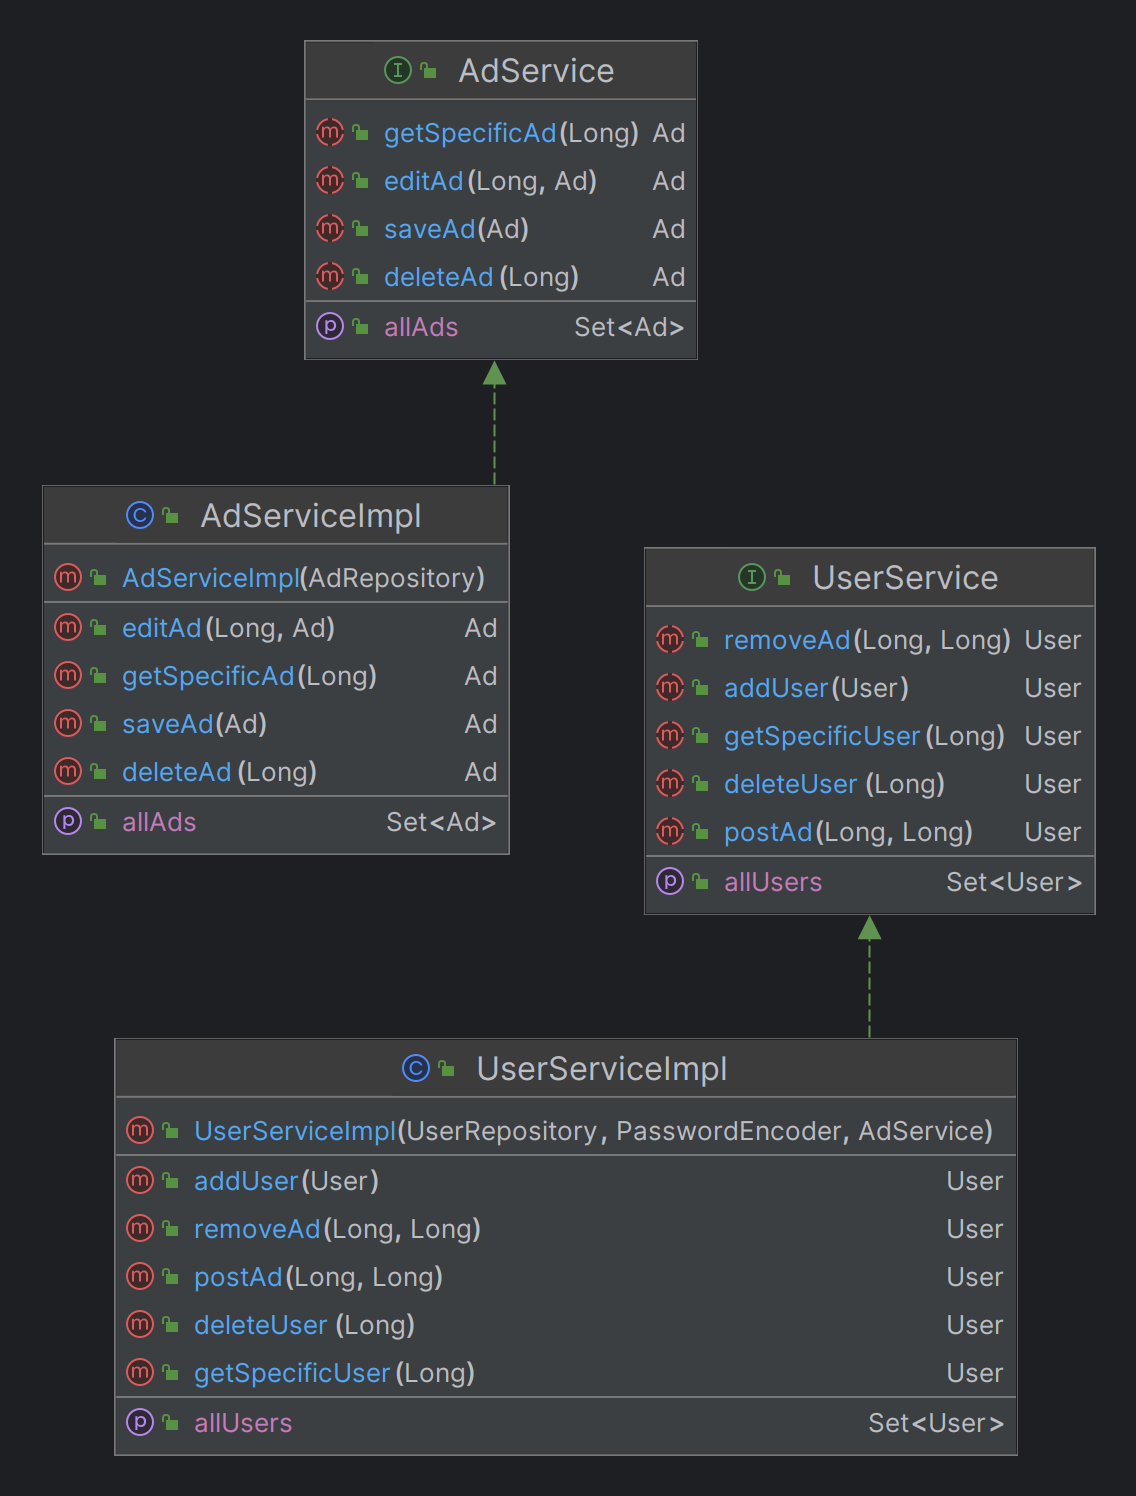 I AdService
m getSpecificAd(Long) Ad
m editAd(Long, Ad) Ad
m saveAd(Ad) Ad
m deleteAd(Long) Ad
p allAds Set<Ad>
C AdServiceImpl
m AdServiceImpl(AdRepository)
m editAd(Long, Ad) Ad
m getSpecificAd(Long) Ad
m saveAd(Ad) Ad
m deleteAd(Long) Ad
p allAds Set<Ad>
I UserService
m removeAd(Long, Long) User
m addUser(User) User
m getSpecificUser(Long) User
m deleteUser(Long) User
m postAd(Long, Long) User
p allUsers Set<User>
C UserServiceImpl
m UserServiceImpl(UserRepository, PasswordEncoder, AdService)
m addUser(User) User
m removeAd(Long, Long) User
m postAd(Long, Long) User
m deleteUser(Long) User
m getSpecificUser(Long) User
p allUsers Set<User>